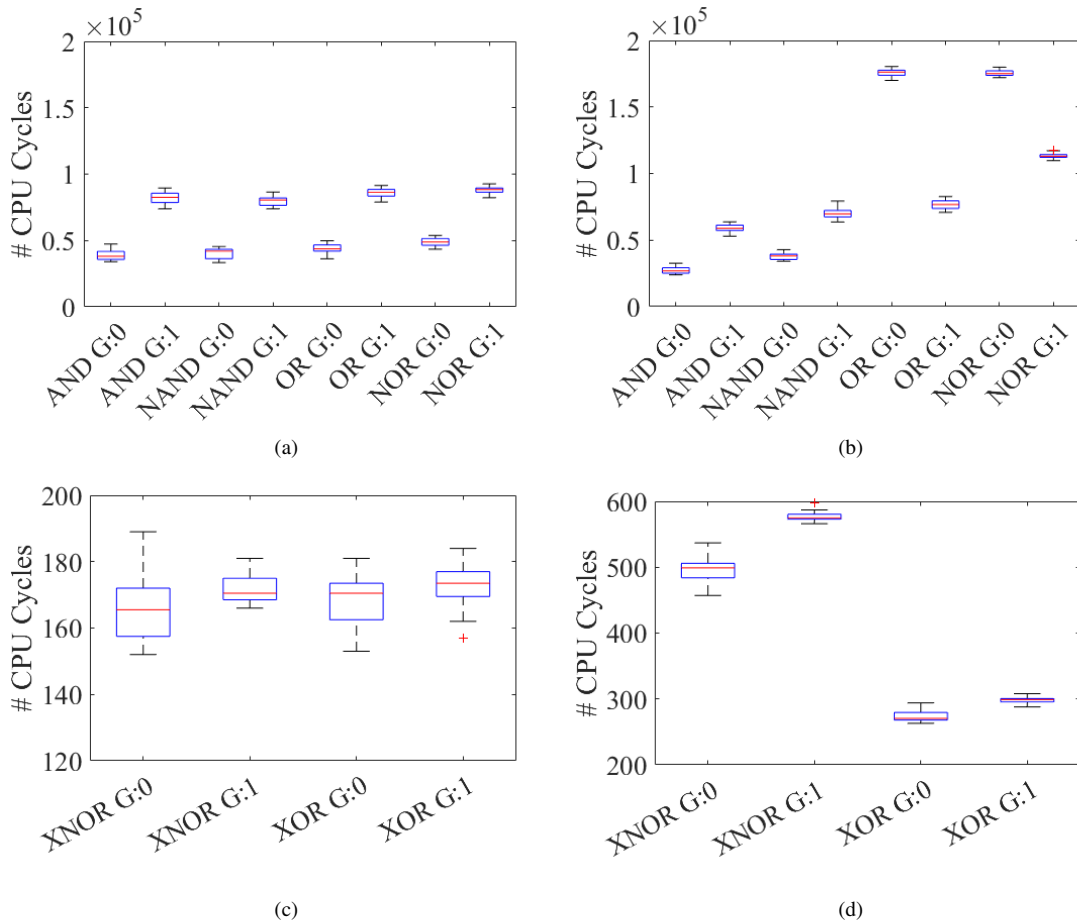 ×10⁵
2
1.5
1
0.5
0
# CPU Cycles
AND G:0
AND G:1
NAND G:0
NAND G:1
OR G:0
OR G:1
NOR G:0
NOR G:1
(a)
×10⁵
2
1.5
1
0.5
0
# CPU Cycles
AND G:0
AND G:1
NAND G:0
NAND G:1
OR G:0
OR G:1
NOR G:0
NOR G:1
(b)
200
180
160
140
120
# CPU Cycles
XNOR G:0
XNOR G:1
XOR G:0
XOR G:1
(c)
600
500
400
300
200
# CPU Cycles
XNOR G:0
XNOR G:1
XOR G:0
XOR G:1
(d)